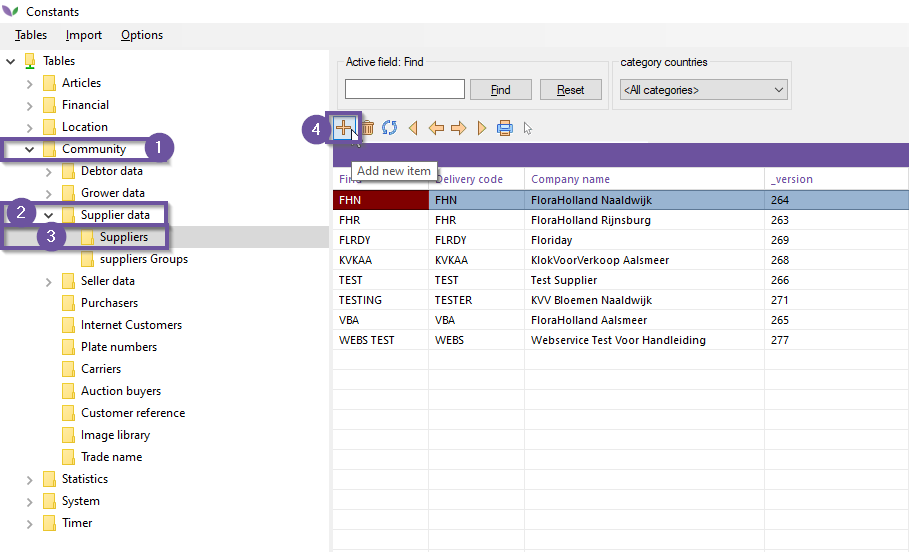 Constants
Tables Import Options
Tables
Articles
Financial
Location
Community 1
Debtor data
Grower data
2 Supplier data
3 Suppliers
suppliers Groups
Seller data
Purchasers
Internet Customers
Plate numbers
Carriers
Auction buyers
Customer reference
Image library
Trade name
Statistics
System
Timer
Active field: Find
Find Reset
category countries
<All categories>
4
Add new item
Delivery code Company name _version
FHN FHN FloraHolland Naaldwijk 264
FHR FHR FloraHolland Rijnsburg 263
FLRDY FLRDY Floriday 269
KVKAA KVKAA KlokVoorVerkoop Aalsmeer 268
TEST TEST Test Supplier 266
TESTING TESTER KVV Bloemen Naaldwijk 271
VBA VBA FloraHolland Aalsmeer 265
WEBS TEST WEBS Webservice Test Voor Handleiding 277